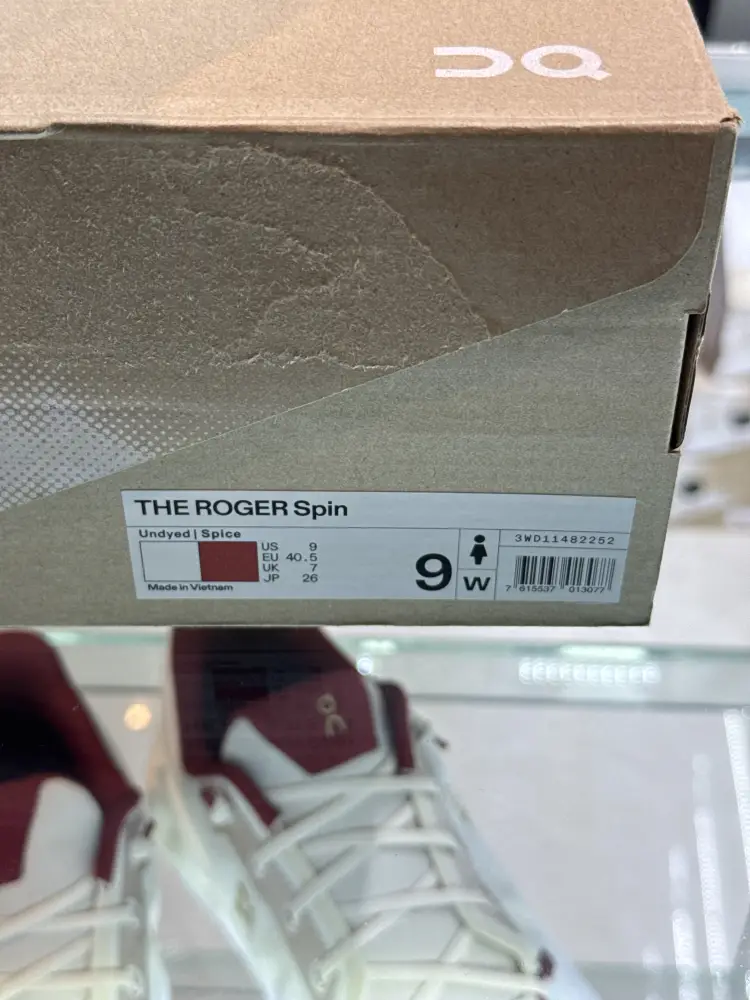 THE ROGER Spin
Undyed | Spice
US 9
EU 40.5
UK 7
JP 26
Made in Vietnam
9
W
3WD11482252
7 615537 013077